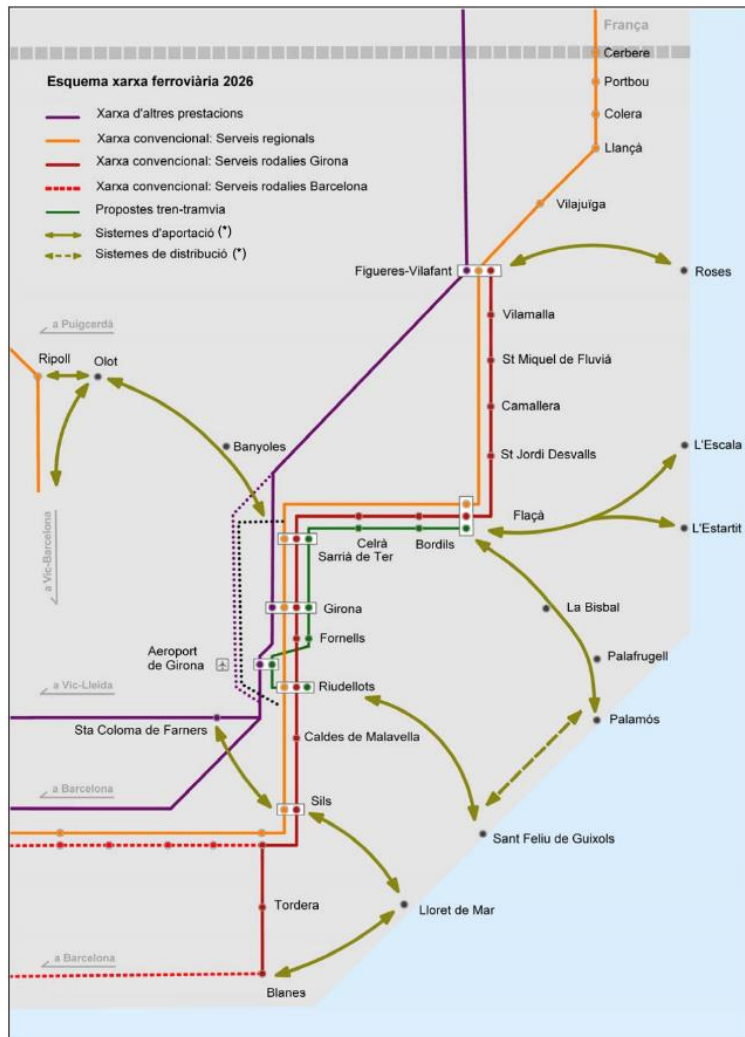 França
Cerbere
Esquema xarxa ferroviària 2026
Portbou
Xarxa d'altres prestacions
Colera
Xarxa convencional: Serveis regionals
Llançà
Xarxa convencional: Serveis rodalies Girona
Xarxa convencional: Serveis rodalies Barcelona
Propostes tren-tramvia
Vilajuïga
Sistemes d'aportació (*)
Sistemes de distribució (*)
Figueres-Vilafant
Roses
Vilamalla
a Puigcerdà
Ripoll
Olot
St Miquel de Fluvià
Camallera
Banyoles
L'Escala
St Jordi Desvalls
Flaçà
L'Estartit
a Vic-Barcelona
Celrà
Bordils
Sarrià de Ter
Girona
La Bisbal
Fornells
Aeroport
de Girona
Palafrugell
a Vic-Lleida
Riudellots
Palamós
Sta Coloma de Farners
Caldes de Malavella
a Barcelona
Sils
Sant Feliu de Guixols
Tordera
Lloret de Mar
a Barcelona
Blanes